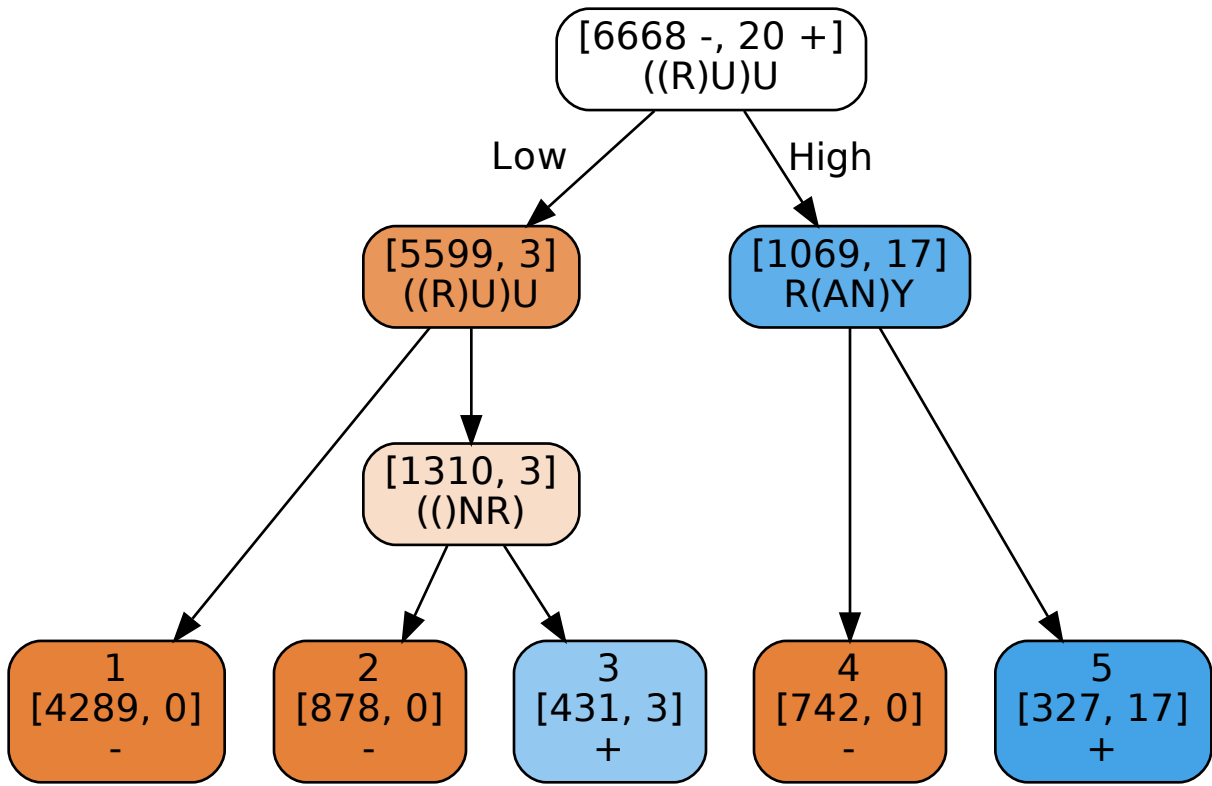 [6668 -, 20 +]
((R)U)U
Low
High
[5599, 3]
((R)U)U
[1069, 17]
R(AN)Y
[1310, 3]
(()NR)
1
[4289, 0]
-
2
[878, 0]
-
3
[431, 3]
+
4
[742, 0]
-
5
[327, 17]
+